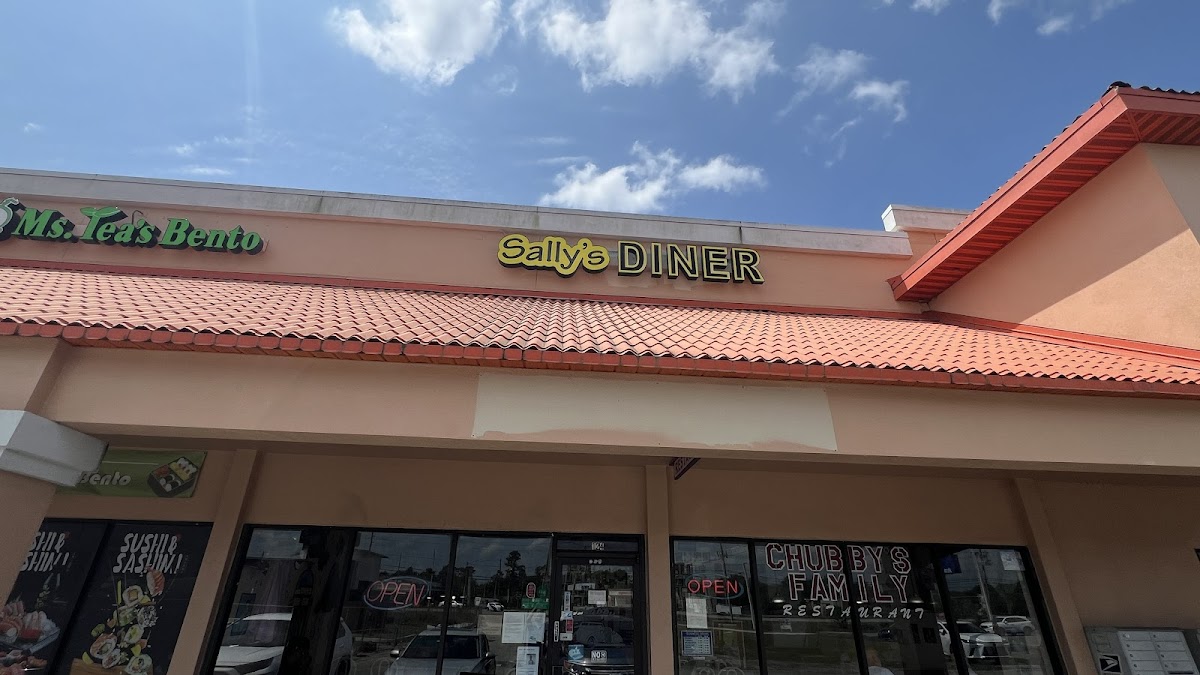 Ms. Tea's Bento
Sally's DINER
Bento
SUSHI &
SASHIMI
SUSHI &
SASHIMI
OPEN
OPEN
CHUBBY'S
FAMILY
RESTAURANT